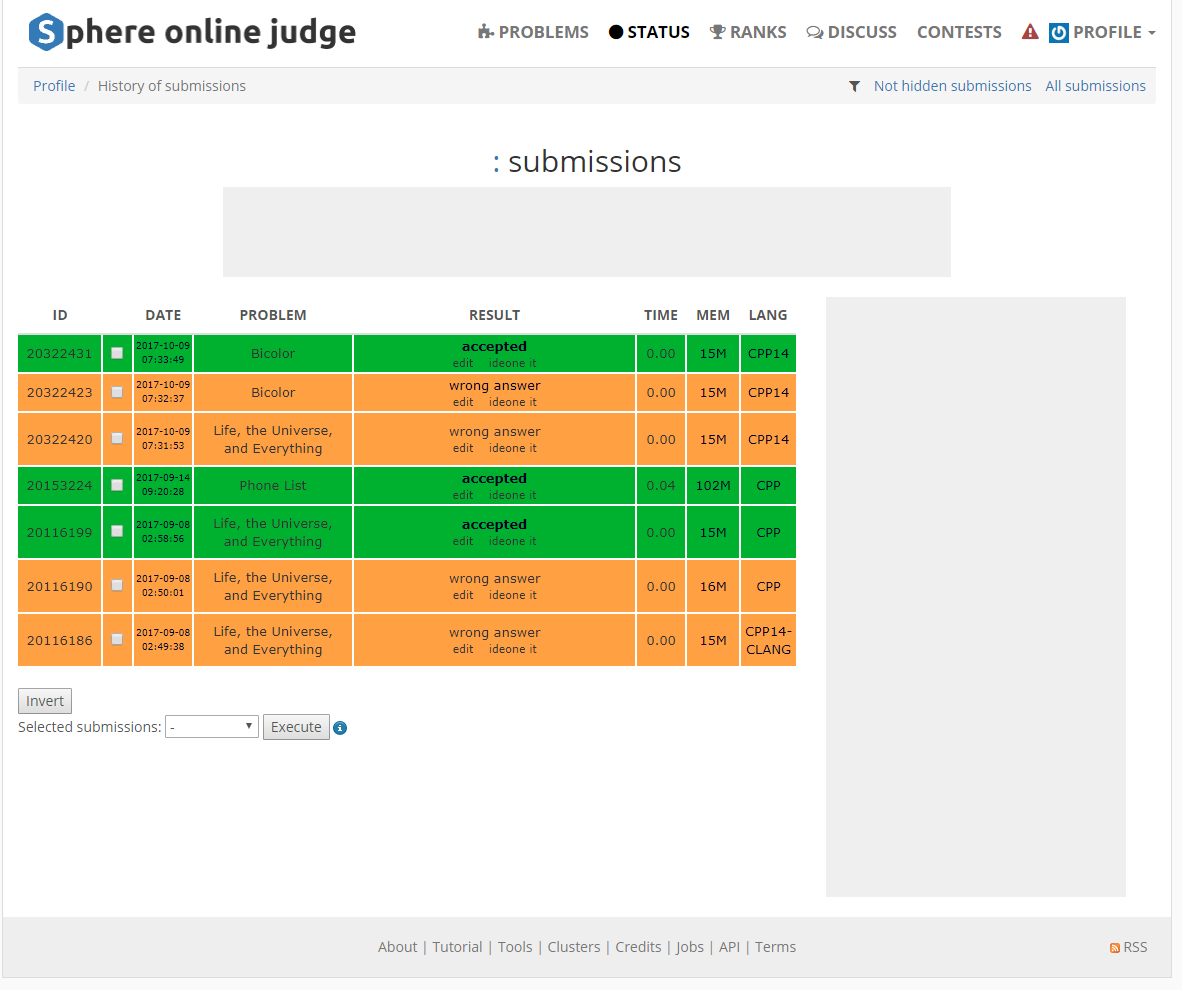 Sphere online judge PROBLEMS STATUS RANKS DISCUSS CONTESTS PROFILE
Profile / History of submissions Not hidden submissions All submissions
: submissions
ID DATE PROBLEM RESULT TIME MEM LANG
20322431 2017-10-09 07:33:49 Bicolor accepted edit ideone it 0.00 15M CPP14
20322423 2017-10-09 07:32:37 Bicolor wrong answer edit ideone it 0.00 15M CPP14
20322420 2017-10-09 07:31:53 Life, the Universe, and Everything wrong answer edit ideone it 0.00 15M CPP14
20153224 2017-09-14 09:20:28 Phone List accepted edit ideone it 0.04 102M CPP
20116199 2017-09-08 02:58:56 Life, the Universe, and Everything accepted edit ideone it 0.00 15M CPP
20116190 2017-09-08 02:50:01 Life, the Universe, and Everything wrong answer edit ideone it 0.00 16M CPP
20116186 2017-09-08 02:49:38 Life, the Universe, and Everything wrong answer edit ideone it 0.00 15M CPP14-CLANG
Invert
Selected submissions: - Execute
About | Tutorial | Tools | Clusters | Credits | Jobs | API | Terms RSS